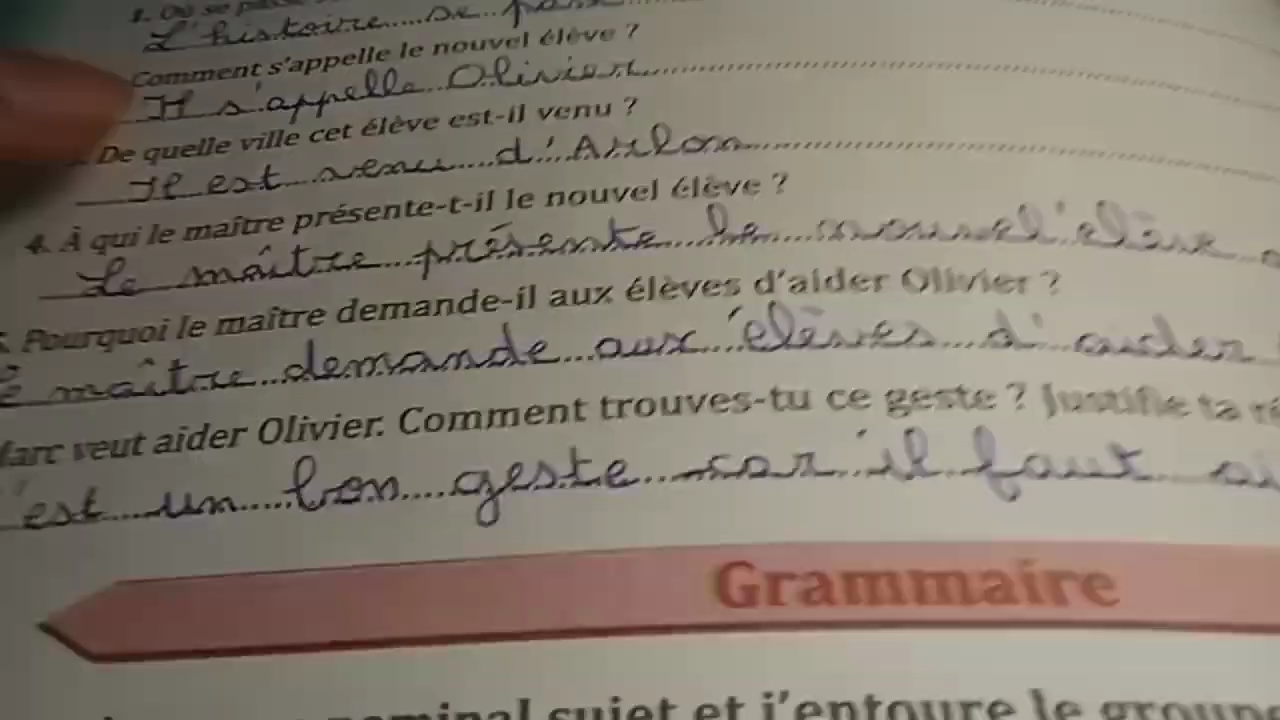 1. Où se
L'histoire se
Comment s'appelle le nouvel élève ?
Il s'appelle Olivier
De quelle ville cet élève est-il venu ?
Il est venu d'Arlon
4. À qui le maître présente-t-il le nouvel élève ?
Le maître présente le nouvel élève
Pourquoi le maître demande-il aux élèves d'aider Olivier ?
maître demande aux élèves d'aider
Marc veut aider Olivier. Comment trouves-tu ce geste ? Justifie ta
est un bon geste car il faut
Grammaire
sujet et j'entoure le groupe